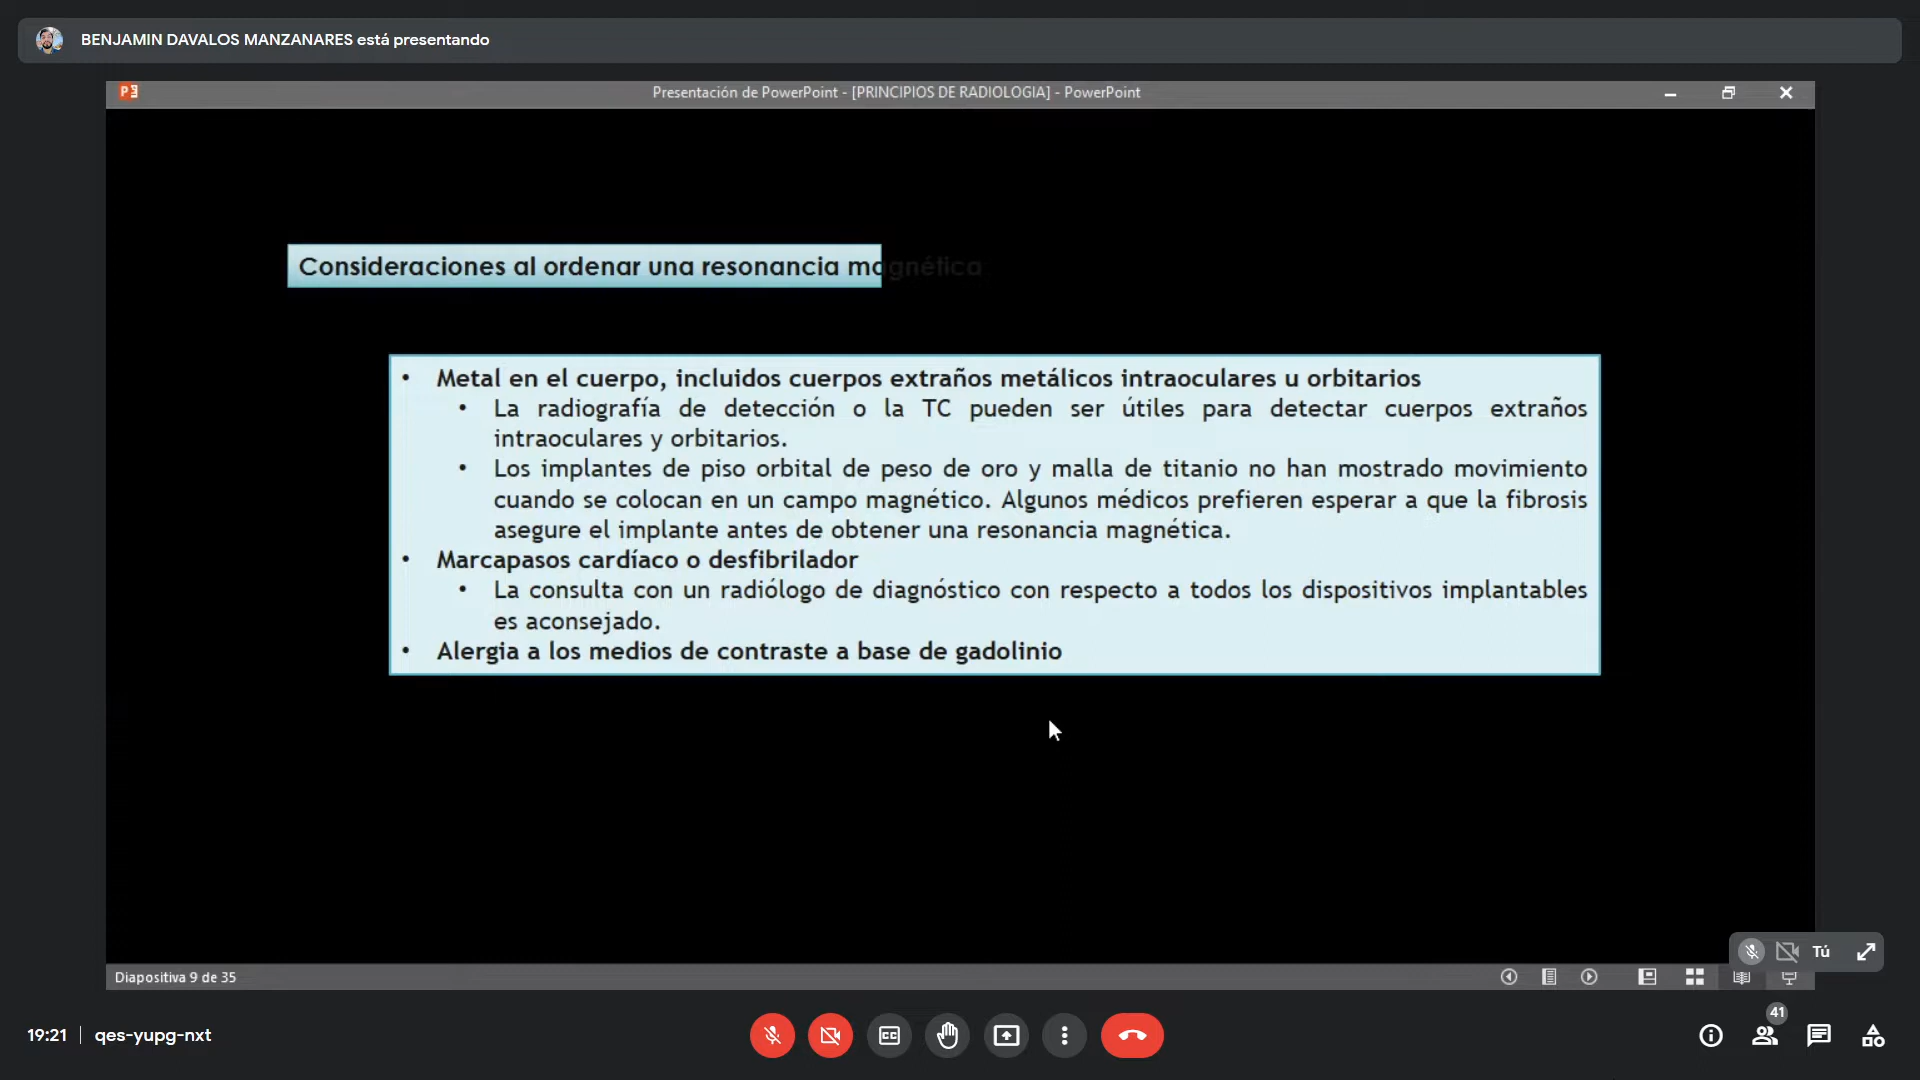 BENJAMIN DAVALOS MANZANARES está presentando
Presentación de PowerPoint - [PRINCIPIOS DE RADIOLOGIA] - PowerPoint
Consideraciones al ordenar una resonancia magnética
• Metal en el cuerpo, incluidos cuerpos extraños metálicos intraoculares u orbitarios
• La radiografía de detección o la TC pueden ser útiles para detectar cuerpos extraños
intraoculares y orbitarios.
• Los implantes de piso orbital de peso de oro y malla de titanio no han mostrado movimiento
cuando se colocan en un campo magnético. Algunos médicos prefieren esperar a que la fibrosis
asegure el implante antes de obtener una resonancia magnética.
• Marcapasos cardíaco o desfibrilador
• La consulta con un radiólogo de diagnóstico con respecto a todos los dispositivos implantables
es aconsejado.
• Alergia a los medios de contraste a base de gadolinio
Tú
Diapositiva 9 de 35
41
19:21 | qes-yupg-nxt